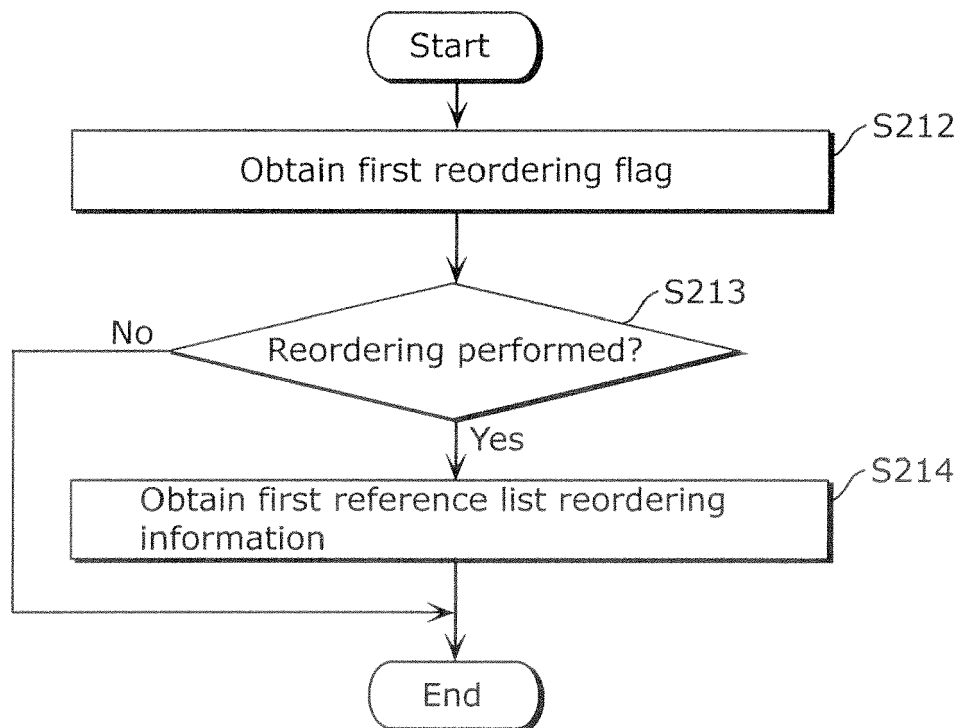 Start
S212
Obtain first reordering flag
S213
No
Reordering performed?
Yes
S214
Obtain first reference list reordering
information
End